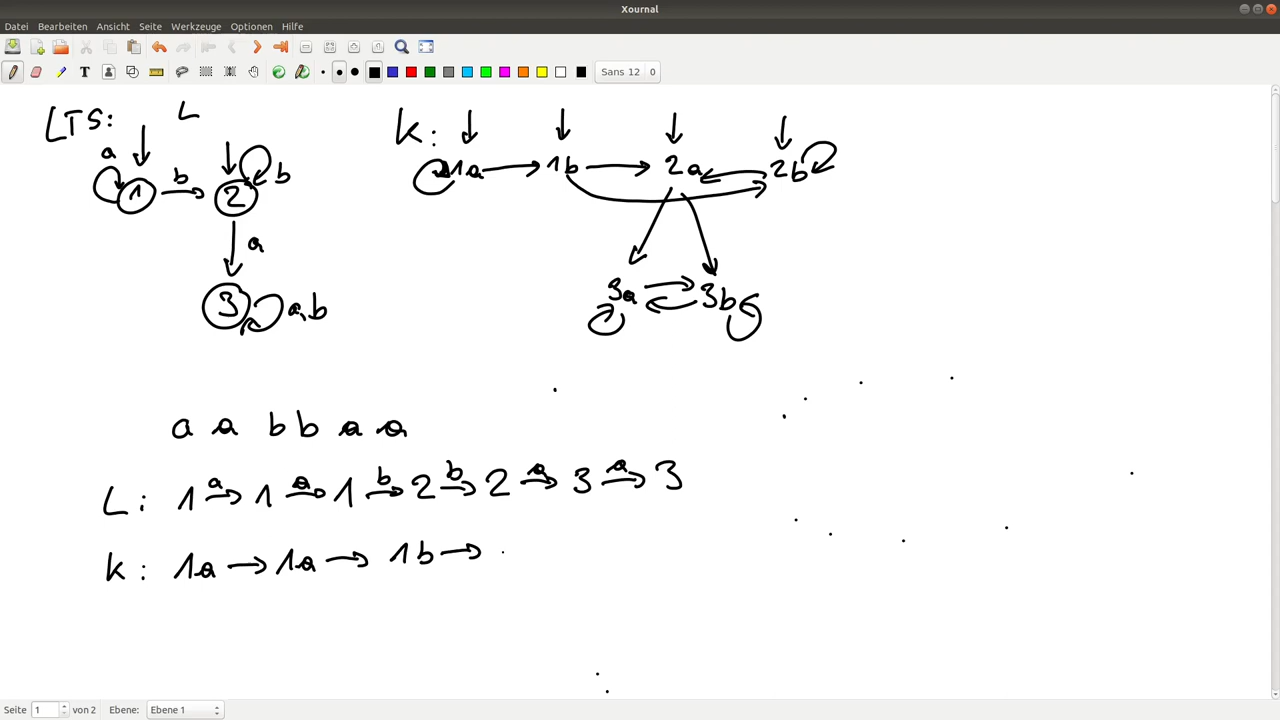 Xournal
Datei Bearbeiten Ansicht Seite Werkzeuge Optionen Hilfe
T Sans 12 0
LTS: L
a b b
1 2
a
3 a,b
K: 1a 1b 2a 2b
3a 3b
a a b b a a
L: 1 a→ 1 a→ 1 b→ 2 b→ 2 a→ 3 a→ 3
K: 1a → 1a → 1b →
Seite 1 von 2 Ebene: Ebene 1